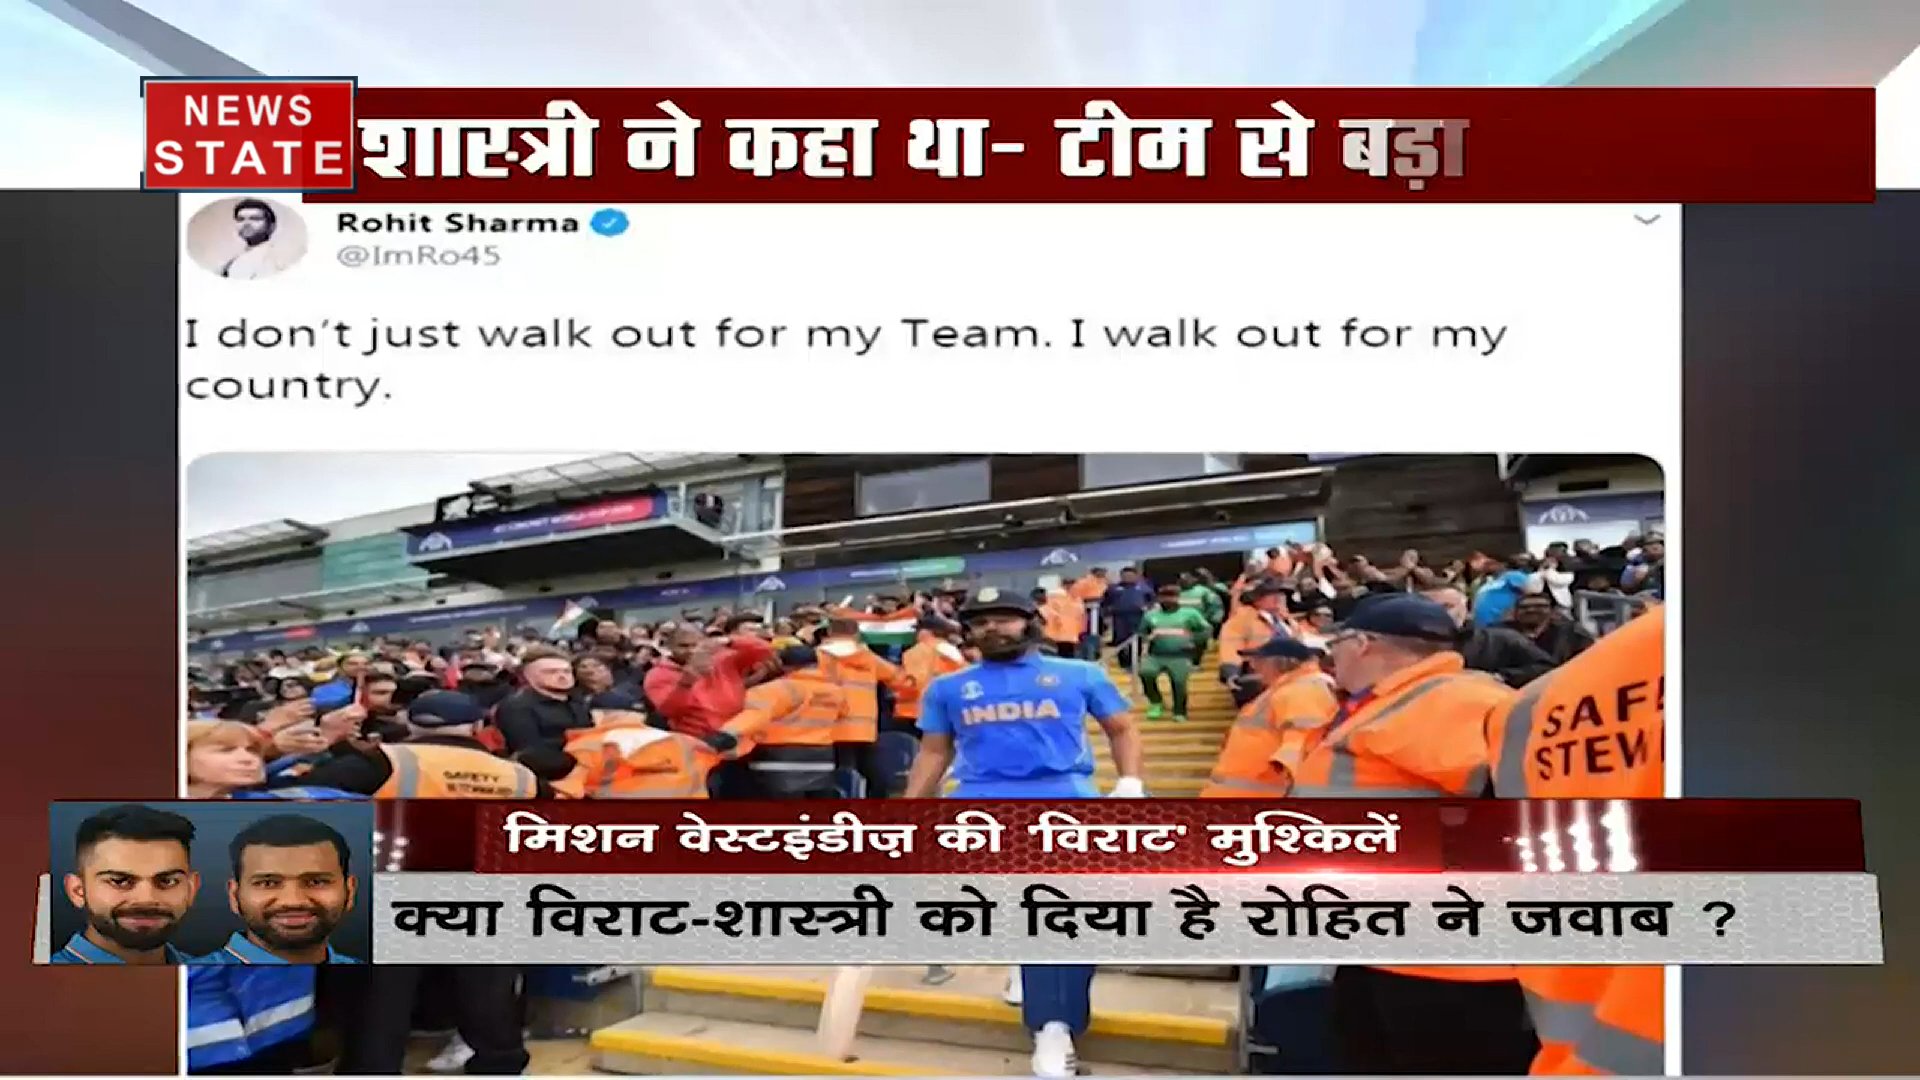 NEWS
STATE
शास्त्री ने कहा था- टीम से बड़ा
Rohit Sharma
@ImRo45
I don't just walk out for my Team. I walk out for my
country.
INDIA
SAFETY
SAF
STEW
मिशन वेस्टइंडीज़ की 'विराट' मुश्किलें
क्या विराट-शास्त्री को दिया है रोहित ने जवाब ?